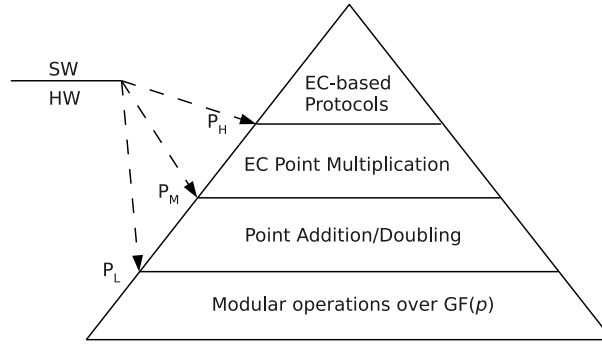 SW
HW
EC-based
Protocols
P_H
EC Point Multiplication
P_M
Point Addition/Doubling
P_L
Modular operations over GF(p)